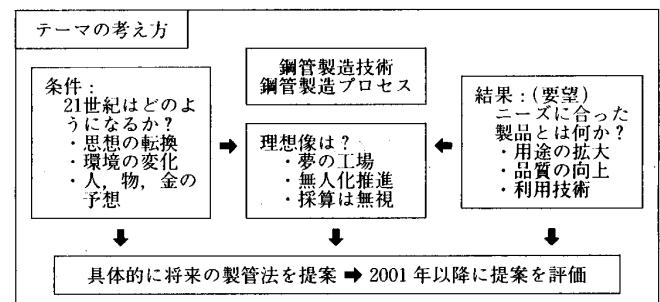 テーマの考え方
鋼管製造技術
鋼管製造プロセス
条件：
21世紀はどのよ
うになるか？
・思想の転換
・環境の変化
・人，物，金の
予想
➡
理想像は？
・夢の工場
・無人化推進
・採算は無視
⬅
結果：(要望)
ニーズに合った
製品とは何か？
・用途の拡大
・品質の向上
・利用技術
⬇ ⬇ ⬇
具体的に将来の製管法を提案 ➡ 2001年以降に提案を評価